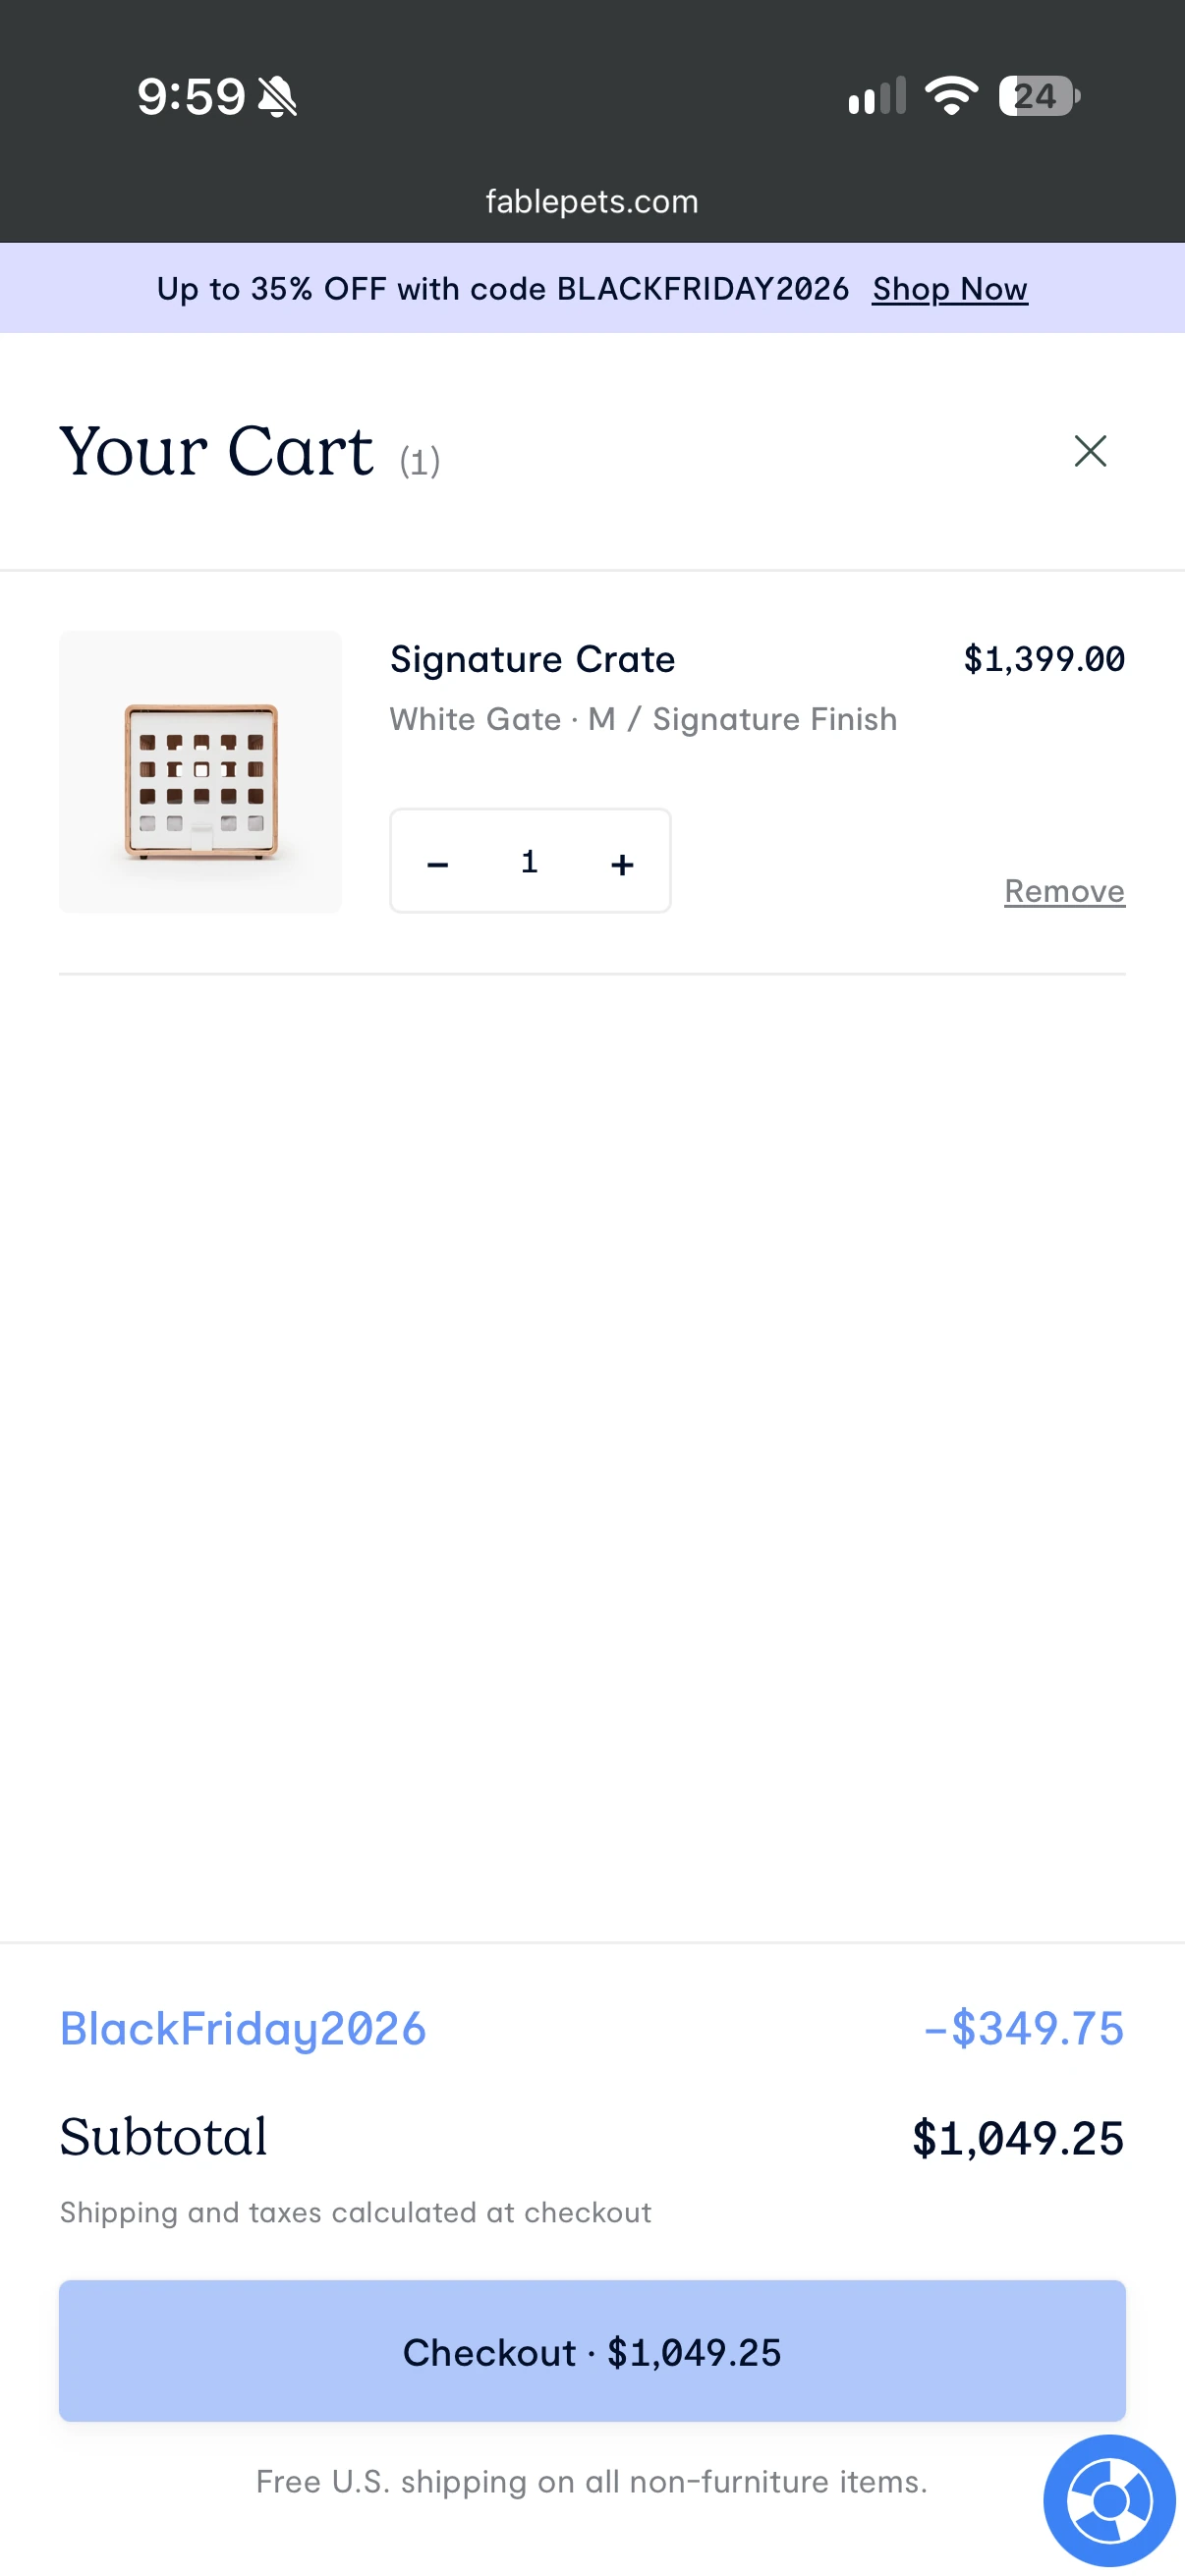 9:59
24
fablepets.com
Up to 35% OFF with code BLACKFRIDAY2026 Shop Now
Your Cart (1)
Signature Crate $1,399.00
White Gate · M / Signature Finish
− 1 +
Remove
BlackFriday2026 −$349.75
Subtotal $1,049.25
Shipping and taxes calculated at checkout
Checkout · $1,049.25
Free U.S. shipping on all non-furniture items.